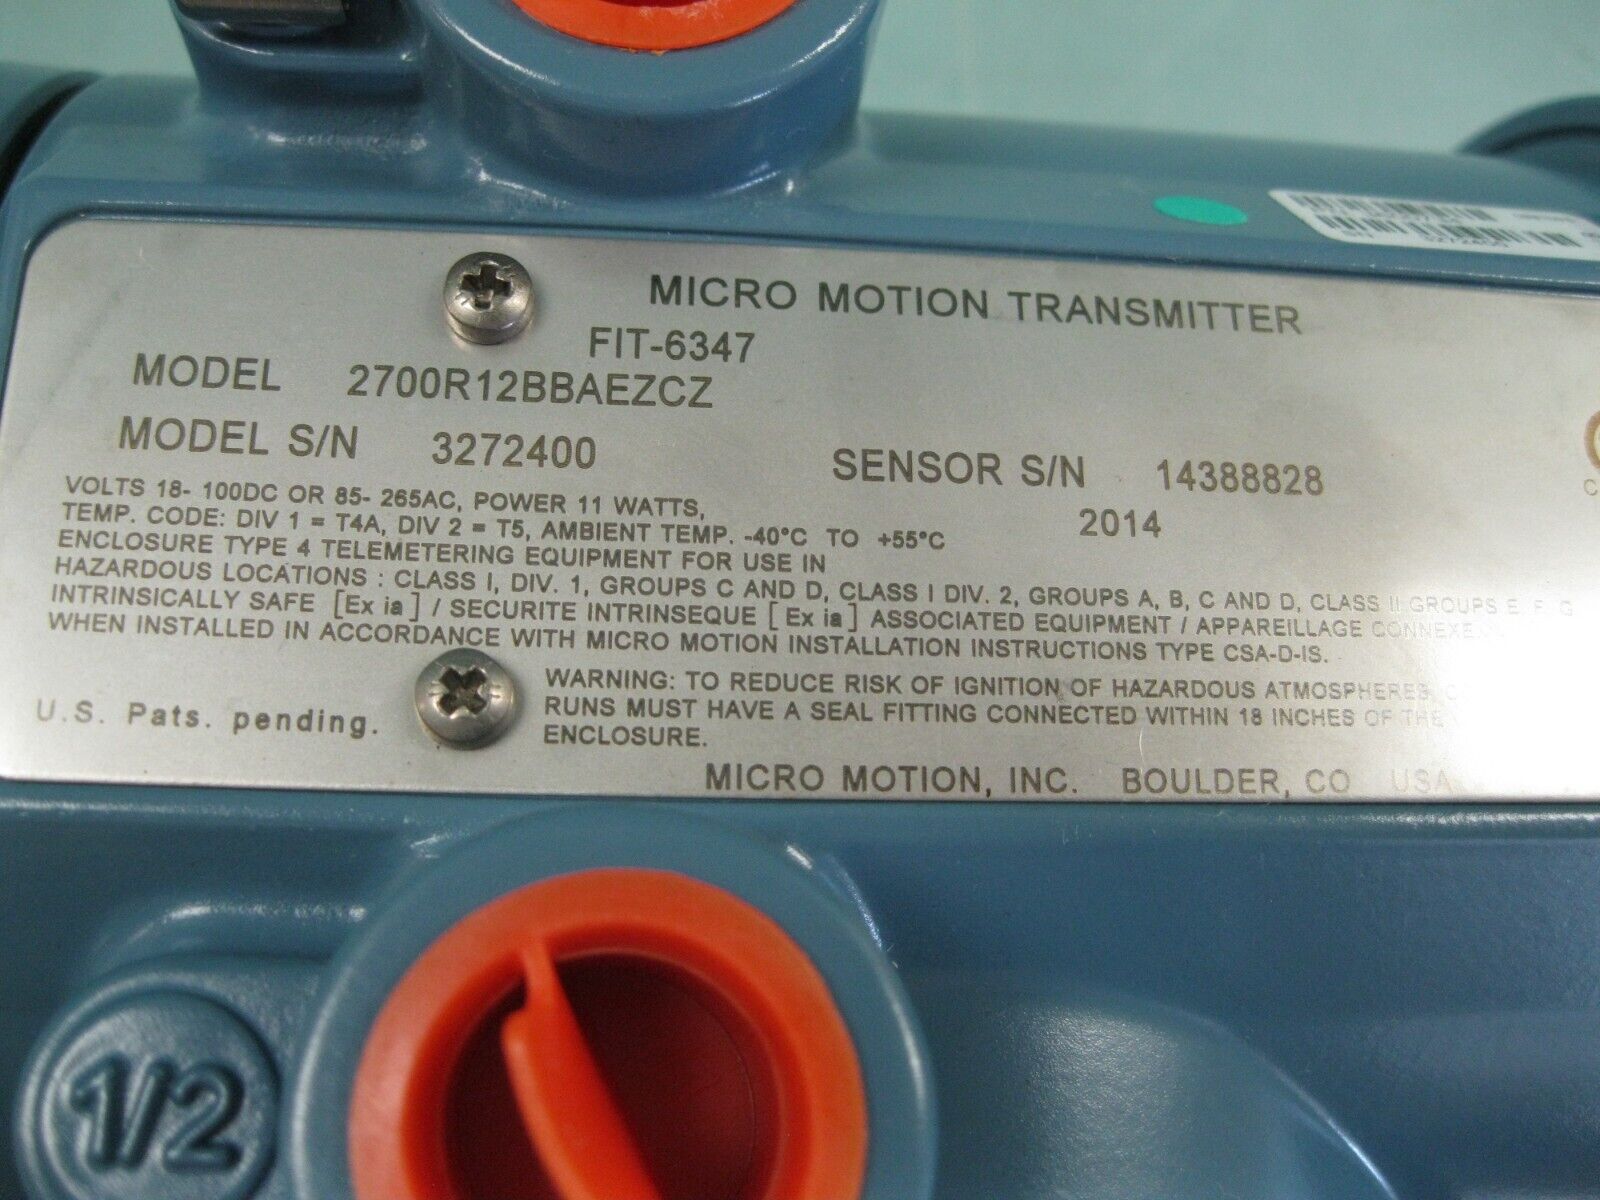 MICRO MOTION TRANSMITTER
FIT-6347
MODEL 2700R12BBAEZCZ
MODEL S/N 3272400 SENSOR S/N 14388828
2014
VOLTS 18- 100DC OR 85- 265AC, POWER 11 WATTS,
TEMP. CODE: DIV 1 = T4A, DIV 2 = T5, AMBIENT TEMP. -40°C TO +55°C
ENCLOSURE TYPE 4 TELEMETERING EQUIPMENT FOR USE IN
HAZARDOUS LOCATIONS : CLASS I, DIV. 1, GROUPS C AND D, CLASS I DIV. 2, GROUPS A, B, C AND D, CLASS II GROUPS E F G
INTRINSICALLY SAFE [Ex ia] / SECURITE INTRINSEQUE [Ex ia] ASSOCIATED EQUIPMENT / APPAREILLAGE CONNEXE
WHEN INSTALLED IN ACCORDANCE WITH MICRO MOTION INSTALLATION INSTRUCTIONS TYPE CSA-D-IS.
WARNING: TO REDUCE RISK OF IGNITION OF HAZARDOUS ATMOSPHERES,
RUNS MUST HAVE A SEAL FITTING CONNECTED WITHIN 18 INCHES OF THE
ENCLOSURE.
U.S. Pats. pending.
MICRO MOTION, INC. BOULDER, CO USA
1/2